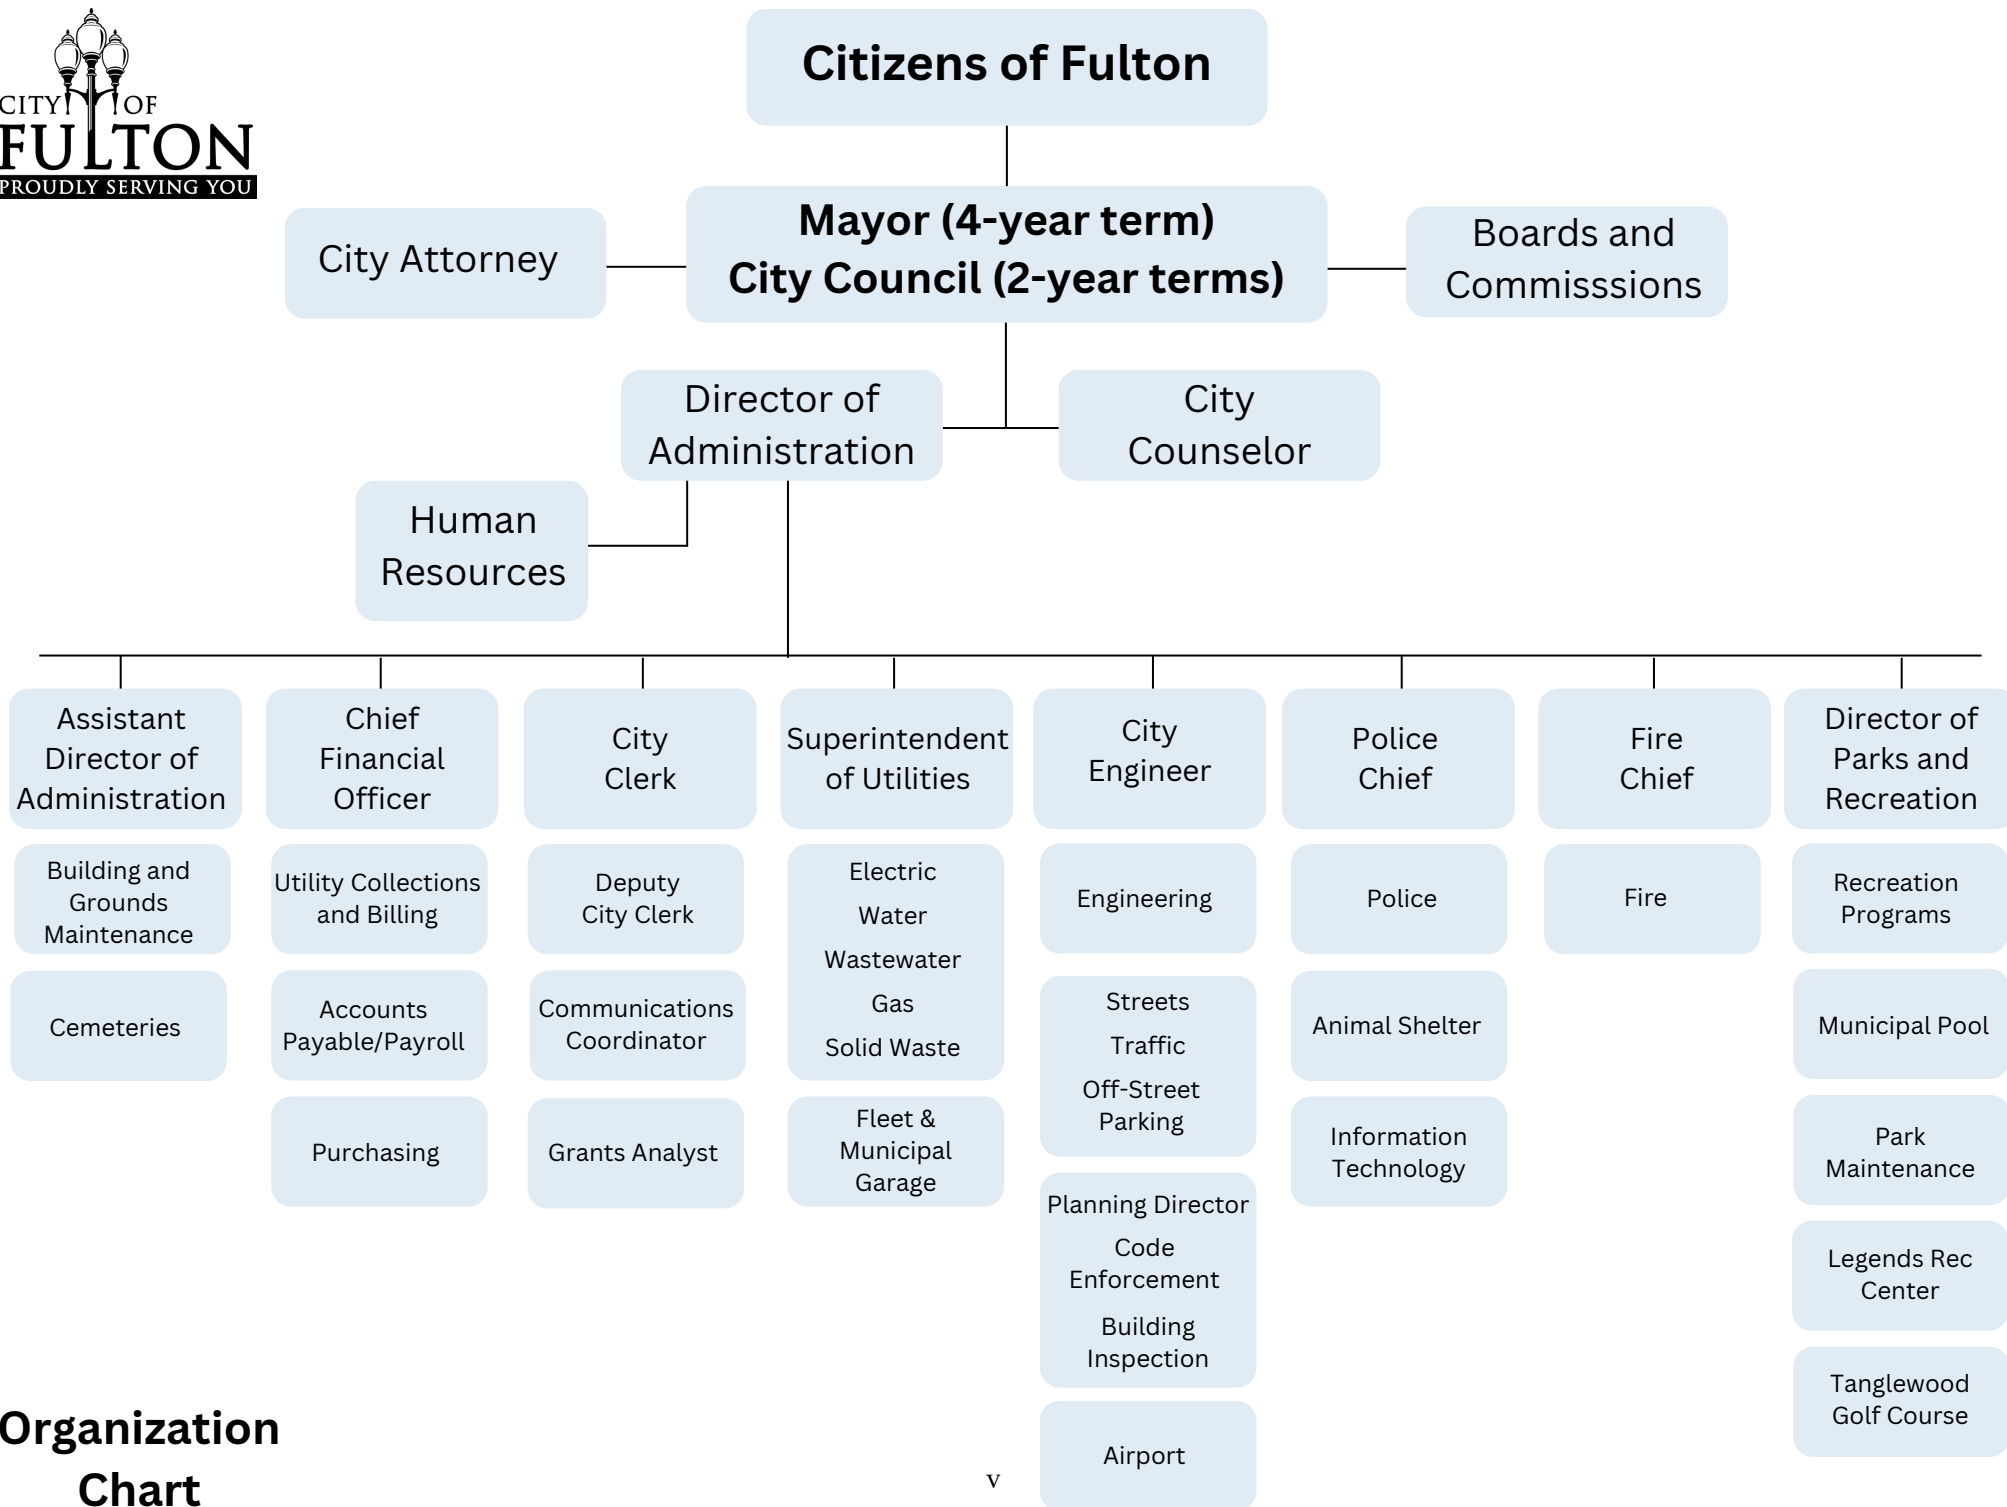 CITY OF
FULTON
PROUDLY SERVING YOU
Citizens of Fulton
City Attorney
Mayor (4-year term)
City Council (2-year terms)
Boards and
Commisssions
Director of
Administration
City
Counselor
Human
Resources
Assistant
Director of
Administration
Chief
Financial
Officer
City
Clerk
Superintendent
of Utilities
City
Engineer
Police
Chief
Fire
Chief
Director of
Parks and
Recreation
Building and
Grounds
Maintenance
Cemeteries
Utility Collections
and Billing
Accounts
Payable/Payroll
Purchasing
Deputy
City Clerk
Communications
Coordinator
Grants Analyst
Electric
Water
Wastewater
Gas
Solid Waste
Fleet &
Municipal
Garage
Engineering
Streets
Traffic
Off-Street
Parking
Planning Director
Code
Enforcement
Building
Inspection
Airport
Police
Animal Shelter
Information
Technology
Fire
Recreation
Programs
Municipal Pool
Park
Maintenance
Legends Rec
Center
Tanglewood
Golf Course
Organization
Chart
v